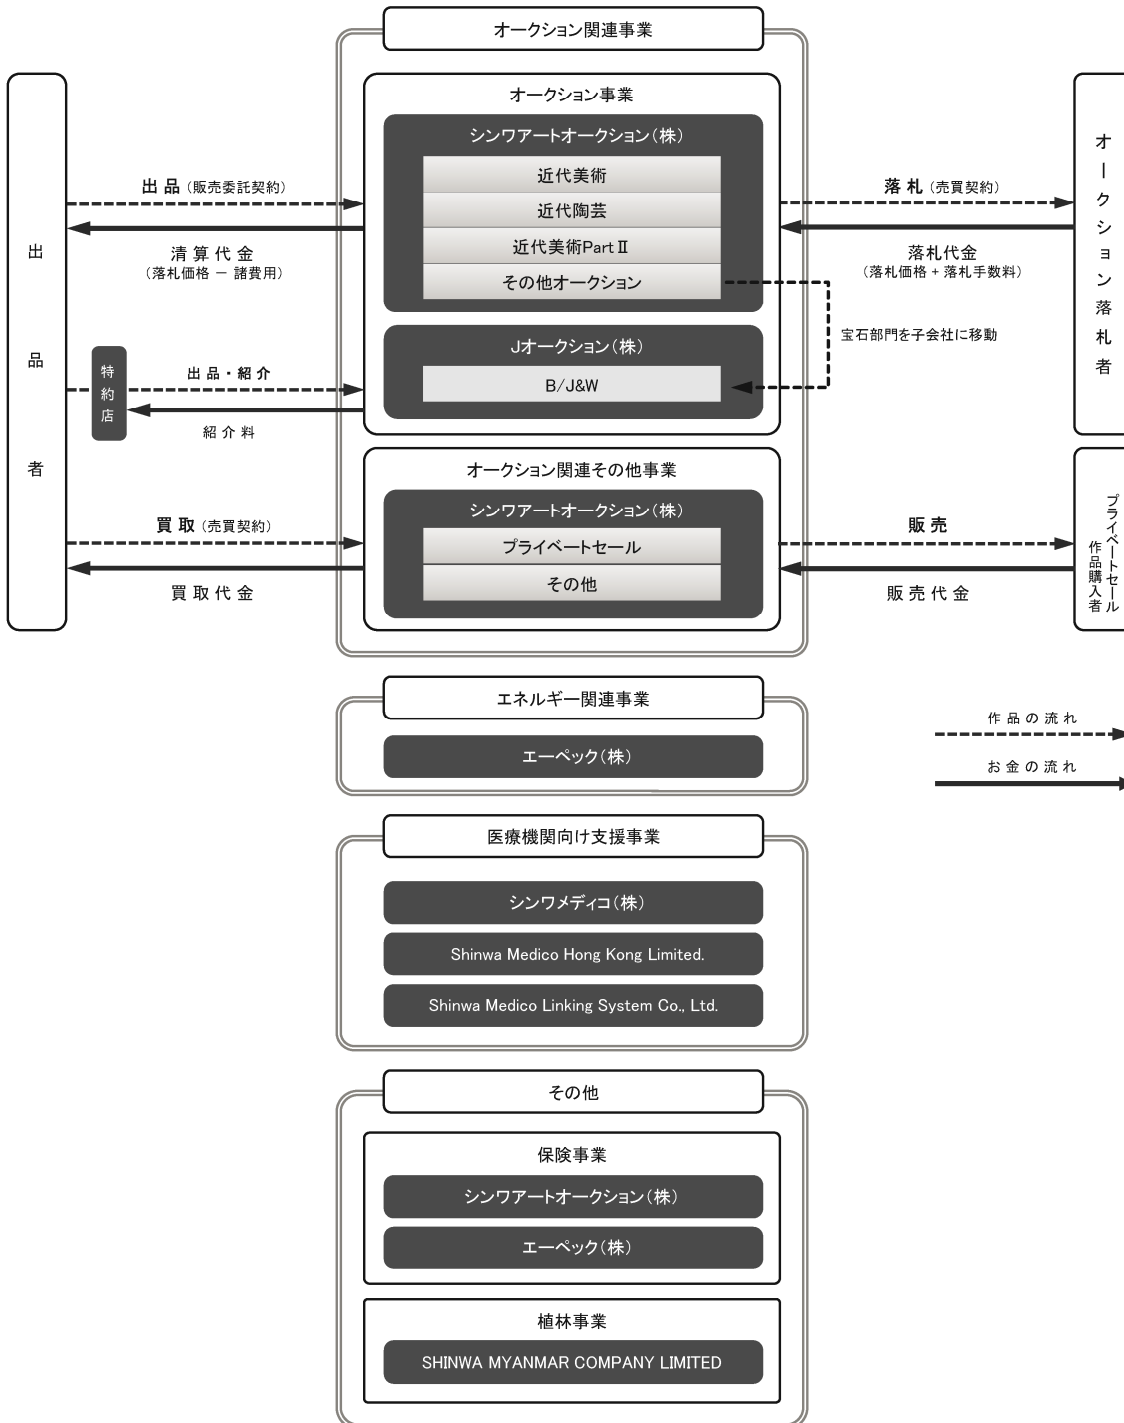 オークション関連事業
オークション事業
シンワアートオークション（株）
近代美術
近代陶芸
近代美術PartⅡ
その他オークション
Jオークション（株）
B/J&W
宝石部門を子会社に移動
出品者
出品（販売委託契約）
清算代金
（落札価格 － 諸費用）
特約店
出品・紹介
紹介料
買取（売買契約）
買取代金
落札（売買契約）
落札代金
（落札価格 + 落札手数料）
オークション落札者
オークション関連その他事業
シンワアートオークション（株）
プライベートセール
その他
販売
販売代金
プライベートセール
作品購入者
エネルギー関連事業
エーペック（株）
作品の流れ
お金の流れ
医療機関向け支援事業
シンワメディコ（株）
Shinwa Medico Hong Kong Limited.
Shinwa Medico Linking System Co., Ltd.
その他
保険事業
シンワアートオークション（株）
エーペック（株）
植林事業
SHINWA MYANMAR COMPANY LIMITED